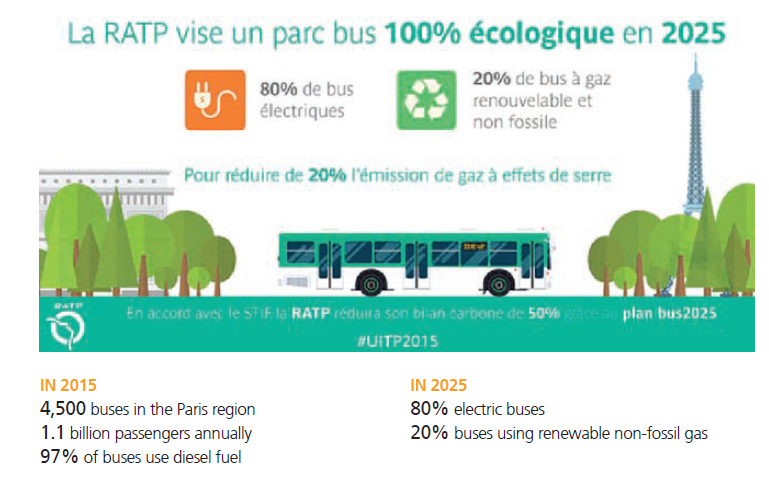 La RATP vise un parc bus 100% écologique en 2025
80% de bus
électriques
20% de bus à gaz
renouvelable et
non fossile
Pour réduire de 20% l'émission de gaz à effets de serre
RATP
En accord avec le STIF, la RATP réduira son bilan carbone de 50% grâce au plan bus2025
#UITP2015
IN 2015
4,500 buses in the Paris region
1.1 billion passengers annually
97% of buses use diesel fuel
IN 2025
80% electric buses
20% buses using renewable non-fossil gas